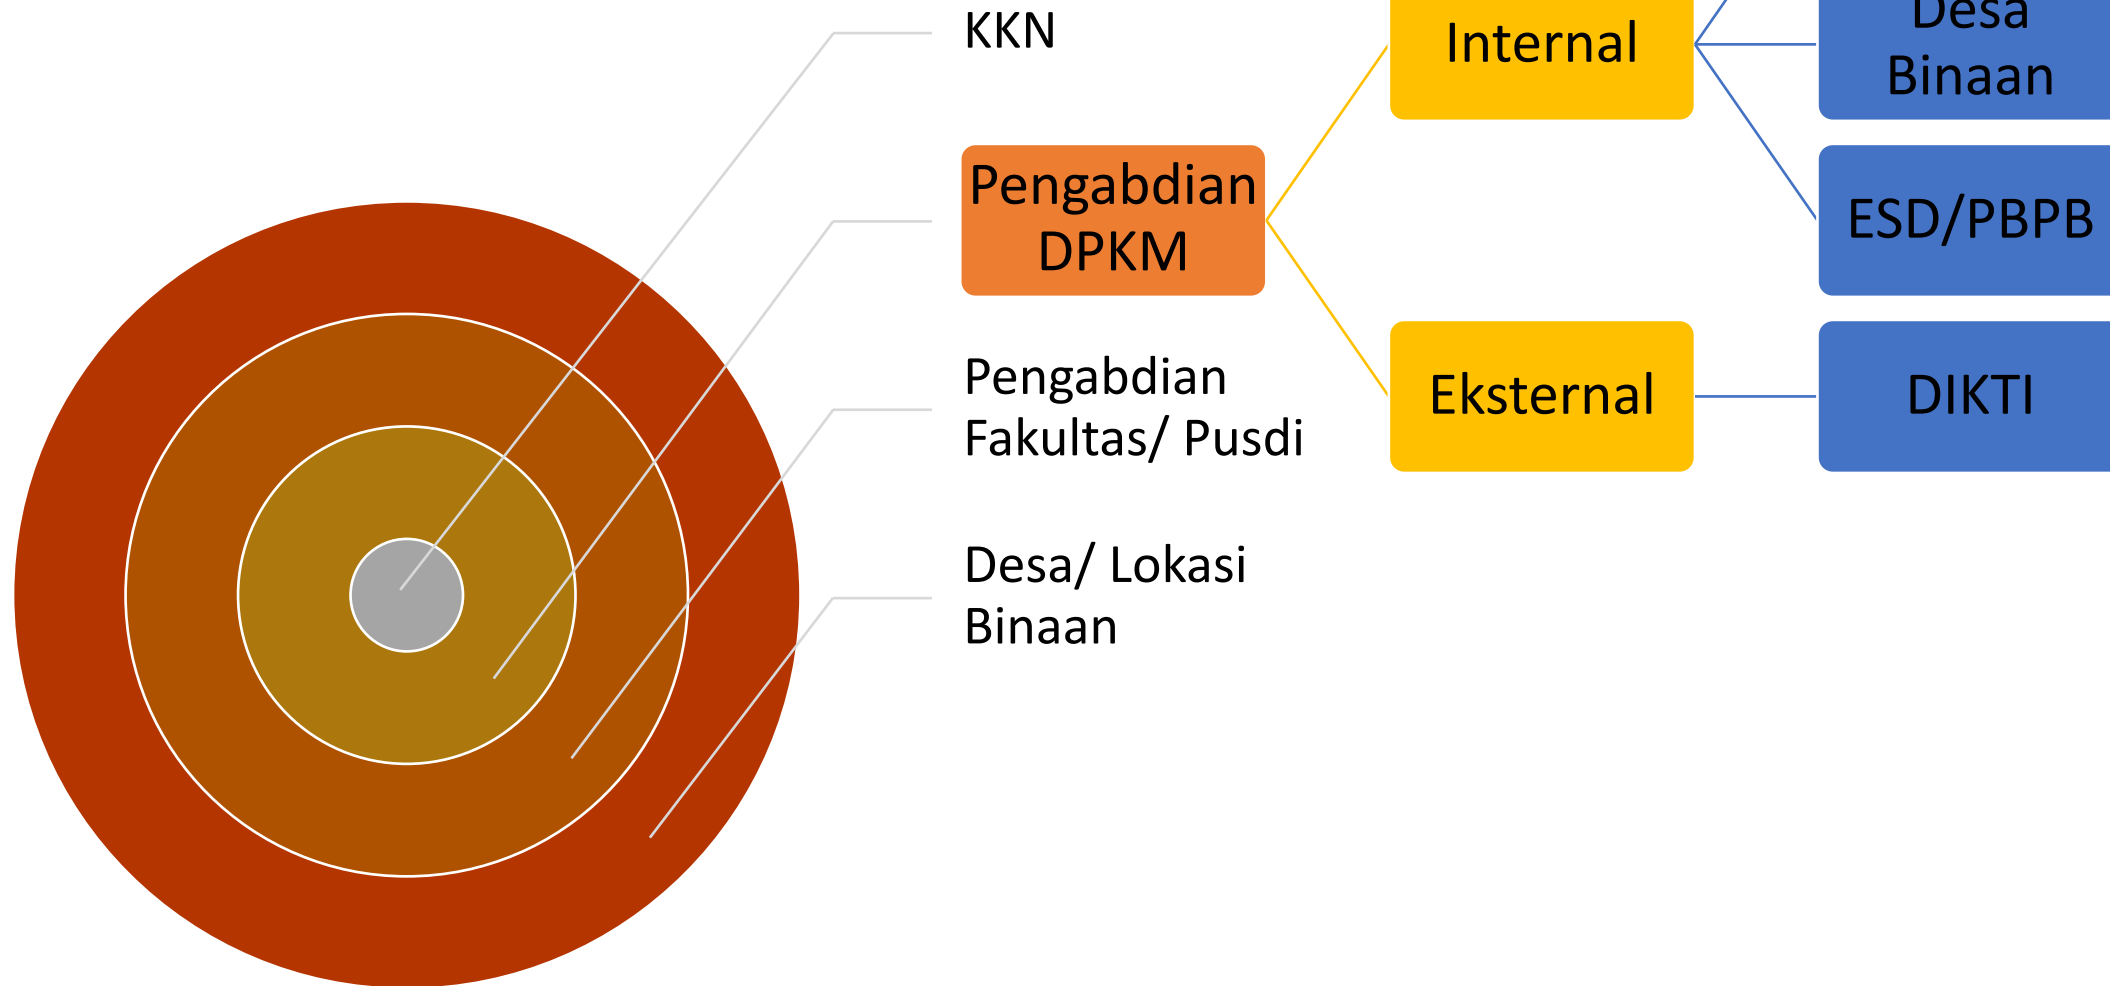 KKN
Pengabdian
DPKM
Pengabdian
Fakultas/ Pusdi
Desa/ Lokasi
Binaan
Internal
Eksternal
Desa
Binaan
ESD/PBPB
DIKTI